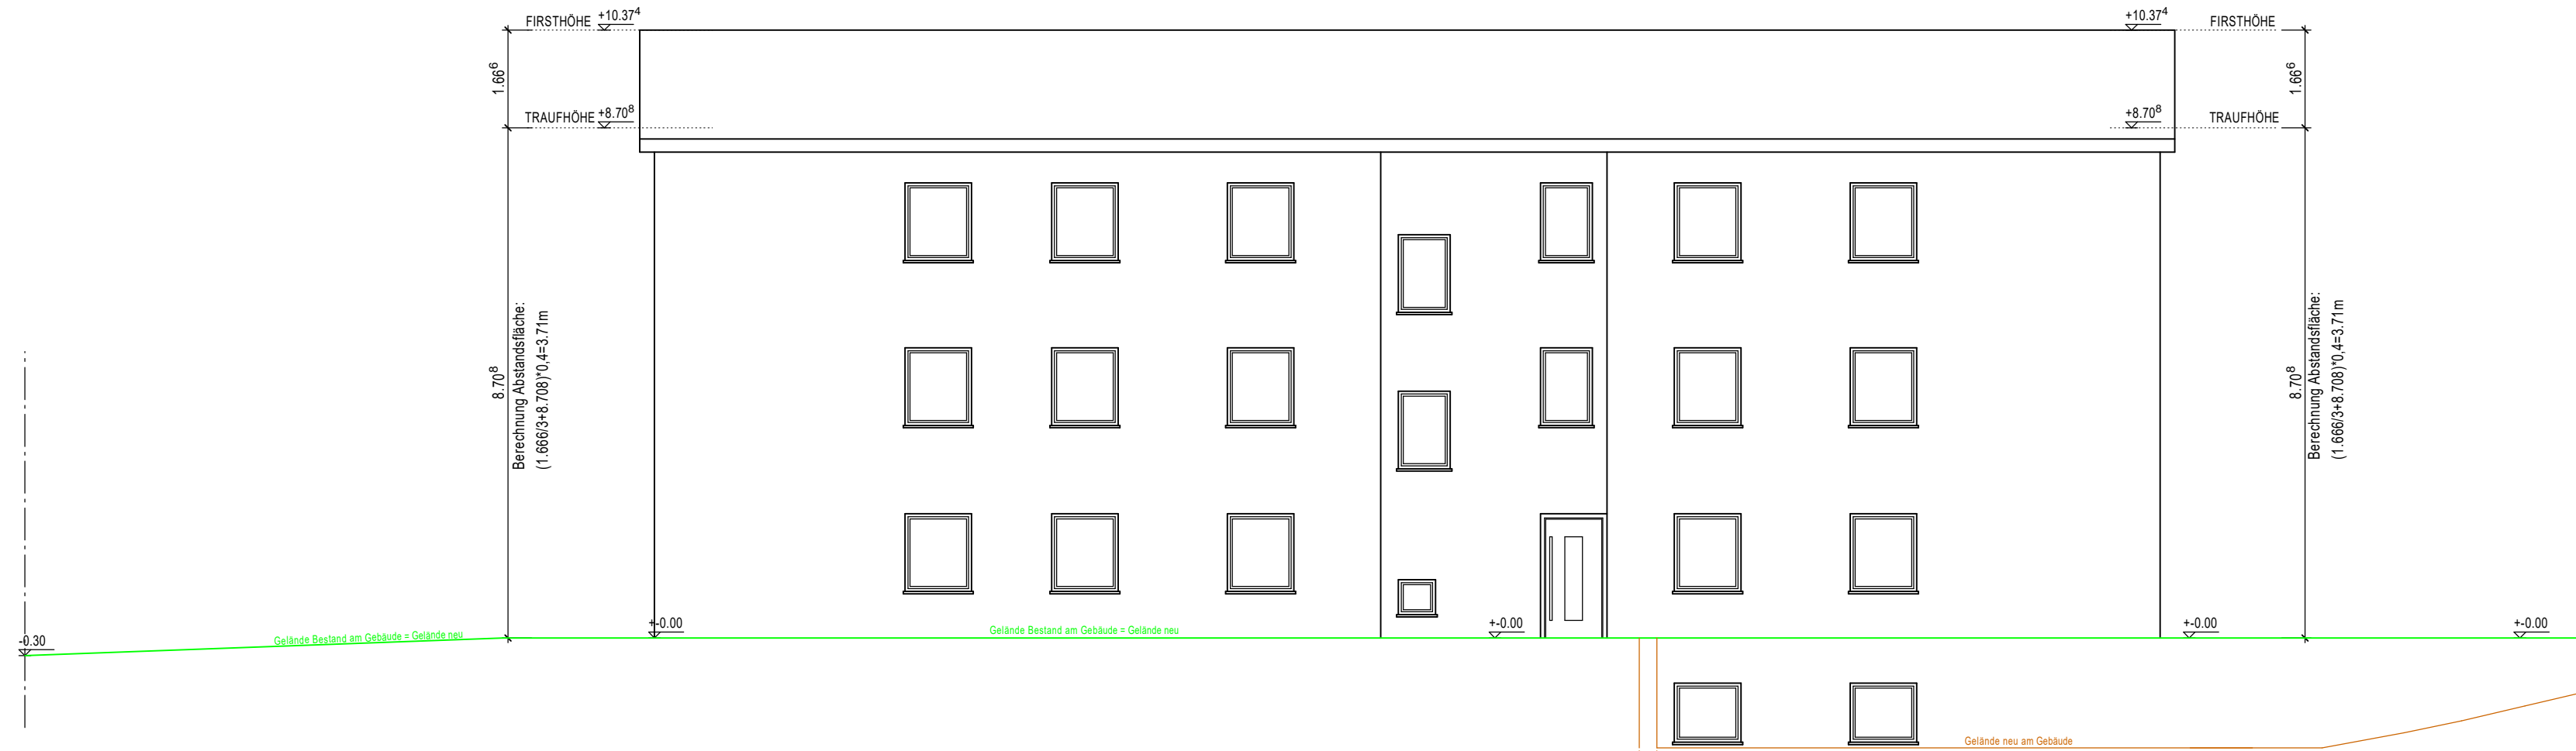 FIRSTHÖHE +10.37⁴
+10.37⁴ FIRSTHÖHE
1.66⁶
1.66⁶
TRAUFHÖHE +8.70⁸
+8.70⁸ TRAUFHÖHE
8.70⁸
Berechnung Abstandsfläche:
(1.666/3+8.708)*0,4=3.71m
8.70⁸
Berechnung Abstandsfläche:
(1.666/3+8.708)*0,4=3.71m
-0.30
Gelände Bestand am Gebäude = Gelände neu
+-0.00
Gelände Bestand am Gebäude = Gelände neu
+-0.00
+-0.00
+-0.00
Gelände neu am Gebäude